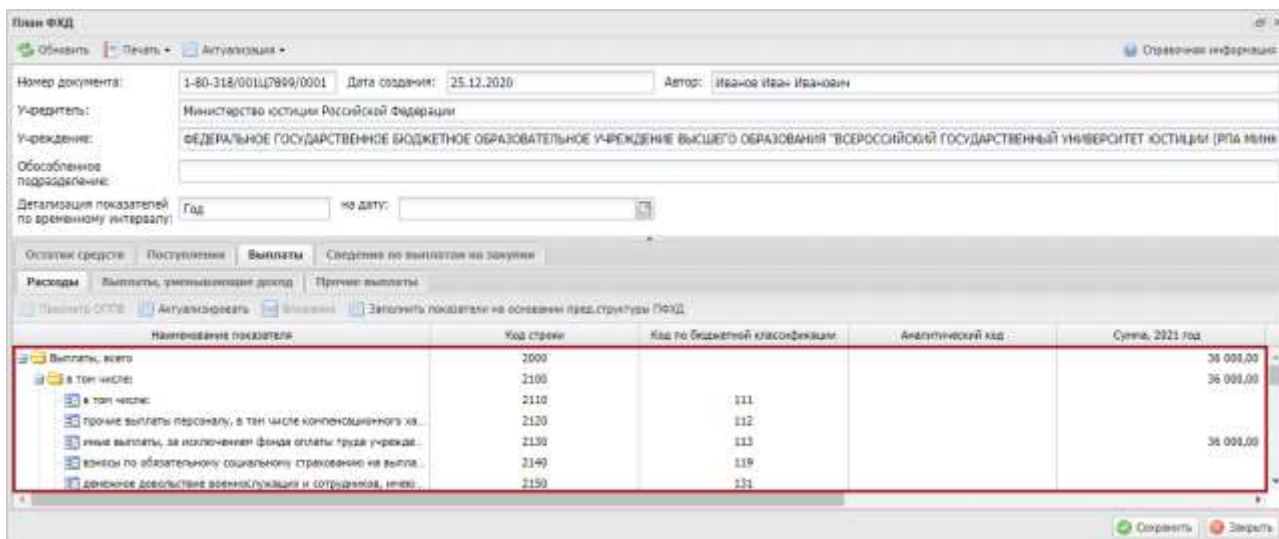 План ФХД
Обновить Печать Актуализация Справочная информация
Номер документа: 1-80-318/001Ц7899/0001 Дата создания: 25.12.2020 Автор: Иванов Иван Иванович
Учредитель: Министерство юстиции Российской Федерации
Учреждение: ФЕДЕРАЛЬНОЕ ГОСУДАРСТВЕННОЕ БЮДЖЕТНОЕ ОБРАЗОВАТЕЛЬНОЕ УЧРЕЖДЕНИЕ ВЫСШЕГО ОБРАЗОВАНИЯ "ВСЕРОССИЙСКИЙ ГОСУДАРСТВЕННЫЙ УНИВЕРСИТЕТ ЮСТИЦИИ (РПА МИНЮ
Обособленное
подразделение:
Детализация показателей
по временному интервалу: Год на дату:
Остатки средств Поступления Выплаты Сведения по выплатам на закупки
Расходы Выплаты, уменьшающие доход Прочие выплаты
Актуализировать Заполнить показатели на основании пред.структуры ПФХД
Наименование показателя Код строки Код по бюджетной классификации Аналитический код Сумма, 2021 год
Выплаты, всего 2000 36 000,00
в том числе: 2100 36 000,00
в том числе: 2110 111
прочие выплаты персоналу, в том числе компенсационного ха... 2120 112
иные выплаты, за исключением фонда оплаты труда учрежде... 2130 113 36 000,00
взносы по обязательному социальному страхованию на выпла... 2140 119
денежное довольствие военнослужащих и сотрудников, имею... 2150 131
Сохранить Закрыть